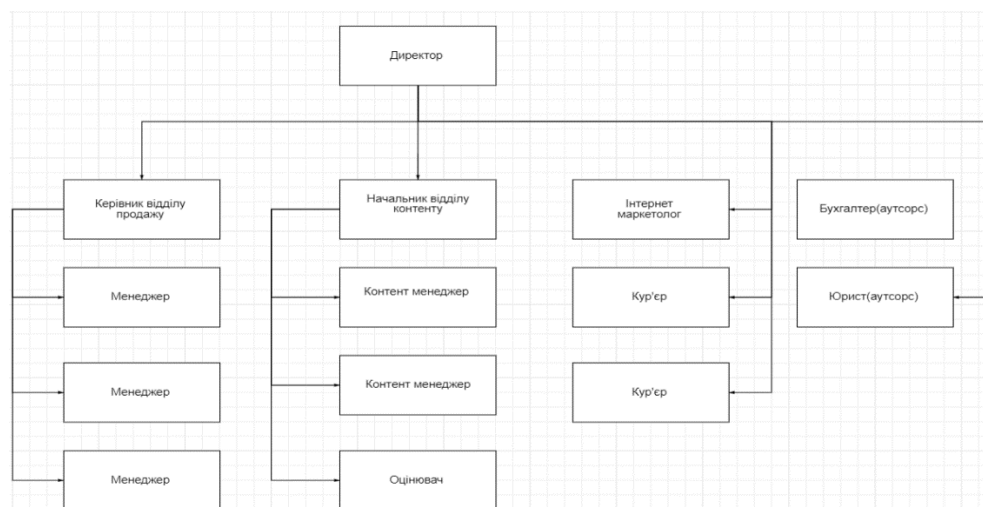 Директор
Керівник відділу
продажу
Начальник відділу
контенту
Інтернет
маркетолог
Бухгалтер(аутсорс)
Менеджер
Контент менеджер
Кур'єр
Юрист(аутсорс)
Менеджер
Контент менеджер
Кур'єр
Менеджер
Оцінювач